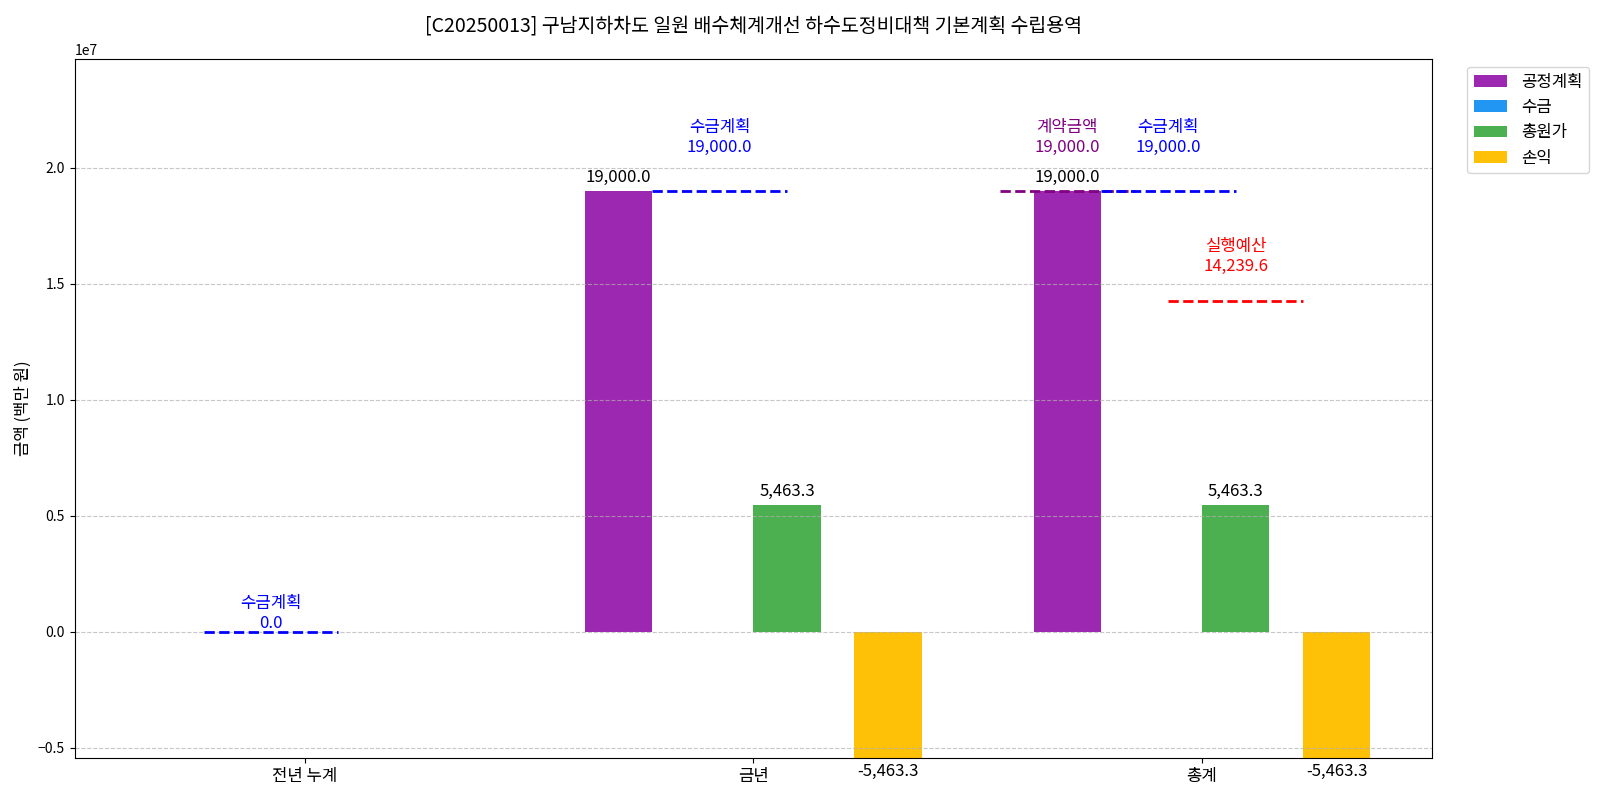 [C20250013] 구남지하차도 일원 배수체계개선 하수도정비대책 기본계획 수립용역
1e7
금액 (백만 원)
2.0
1.5
1.0
0.5
0.0
−0.5
수금계획
0.0
19,000.0
수금계획
19,000.0
5,463.3
-5,463.3
계약금액
19,000.0
19,000.0
수금계획
19,000.0
실행예산
14,239.6
5,463.3
-5,463.3
전년 누계
금년
총계
공정계획
수금
총원가
손익